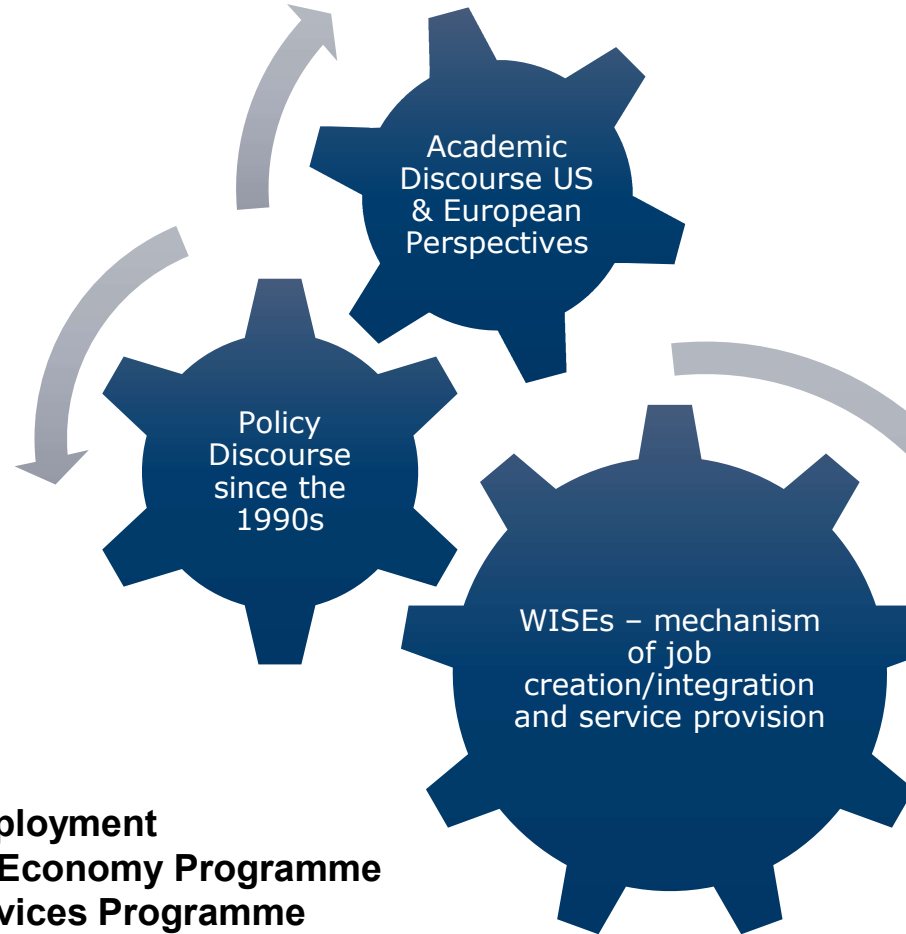 Academic
Discourse US
& European
Perspectives
Policy
Discourse
since the
1990s
WISEs – mechanism
of job
creation/integration
and service provision
ployment
Economy Programme
vices Programme